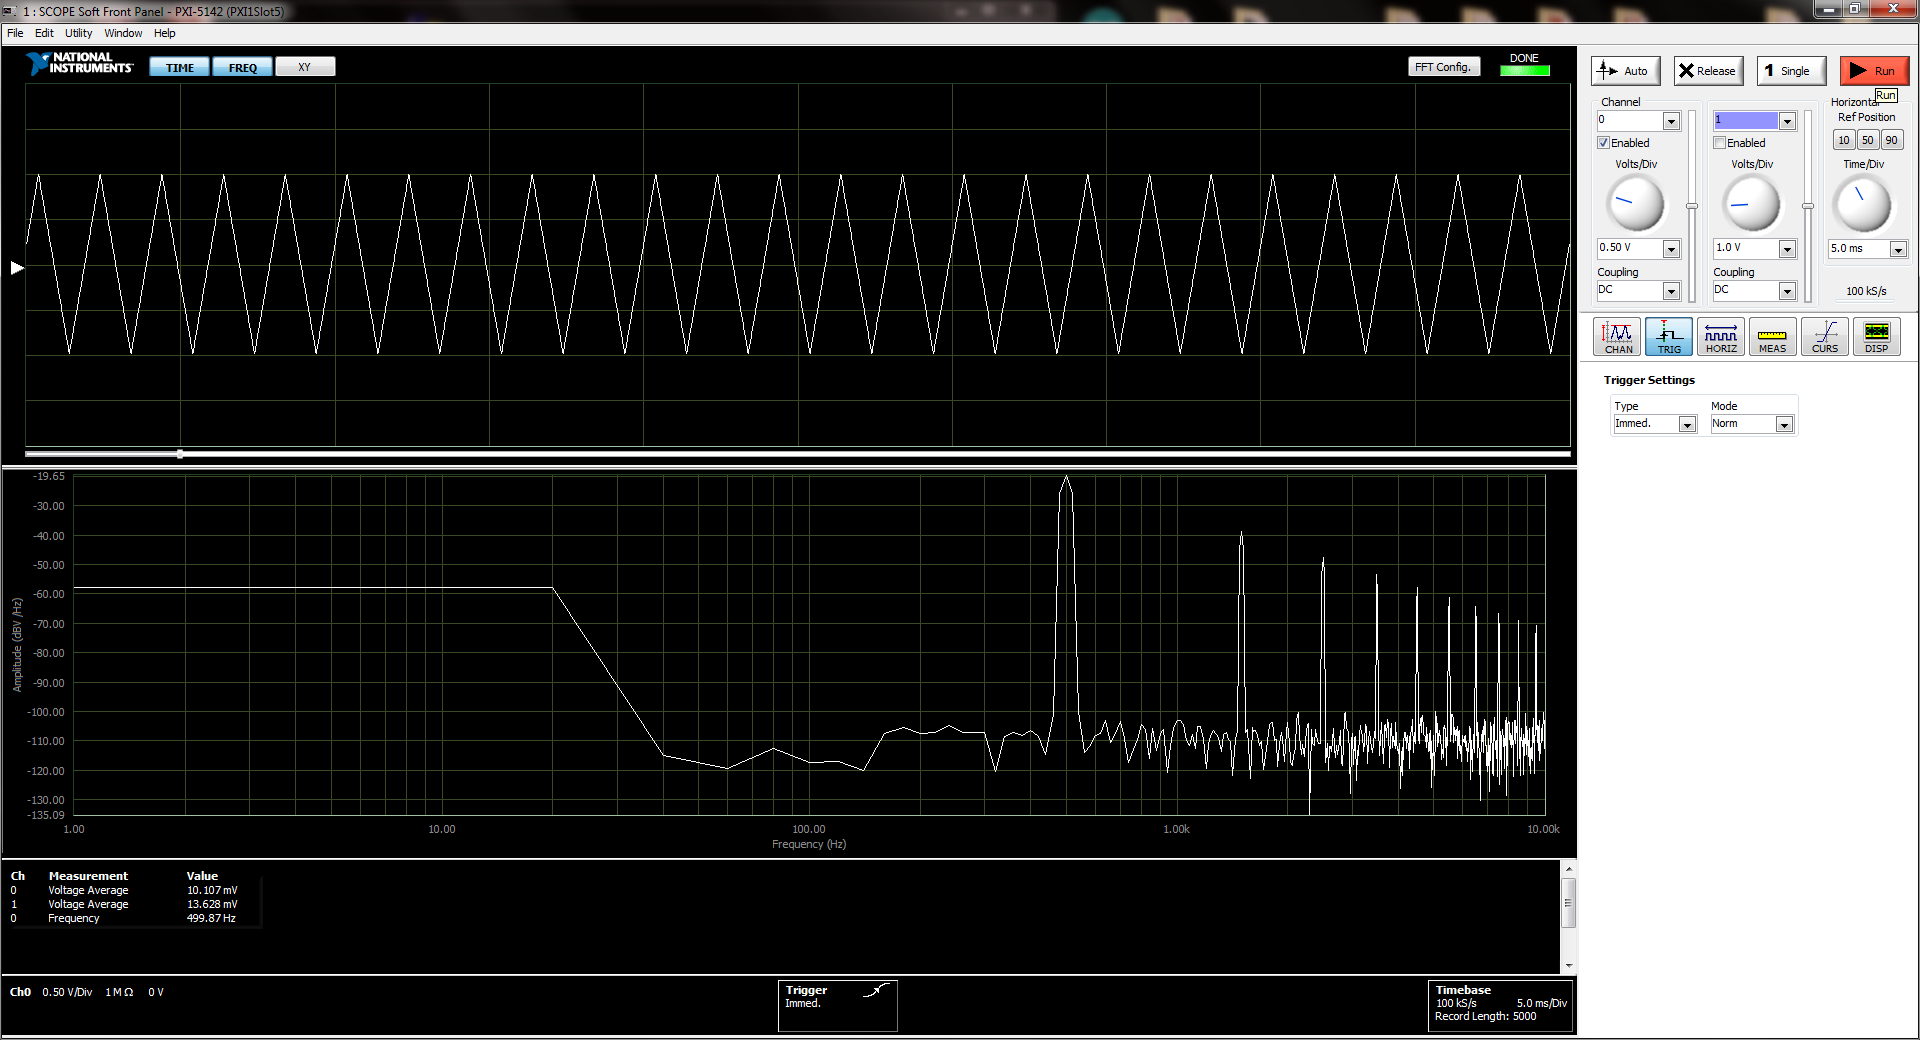 1 : SCOPE Soft Front Panel - PXI-5142 (PXI1Slot5)
File Edit Utility Window Help
NATIONAL INSTRUMENTS
TIME FREQ XY
FFT Config.
DONE
Auto Release 1 Single Run
Run
Channel
0
Enabled
Volts/Div
0.50 V
Coupling
DC
1
Enabled
Volts/Div
1.0 V
Coupling
DC
Horizontal
Ref Position
10 50 90
Time/Div
5.0 ms
100 kS/s
CHAN TRIG HORIZ MEAS CURS DISP
Trigger Settings
Type Mode
Immed. Norm
-19.65
-30.00
-40.00
-50.00
-60.00
-70.00
-80.00
-90.00
-100.00
-110.00
-120.00
-130.00
-135.09
Amplitude (dBV /Hz)
1.00 10.00 100.00 1.00k 10.00k
Frequency (Hz)
Ch Measurement Value
0 Voltage Average 10.107 mV
1 Voltage Average 13.628 mV
0 Frequency 499.87 Hz
Ch0 0.50 V/Div 1 M Ω 0 V
Trigger
Immed.
Timebase
100 kS/s 5.0 ms/Div
Record Length: 5000